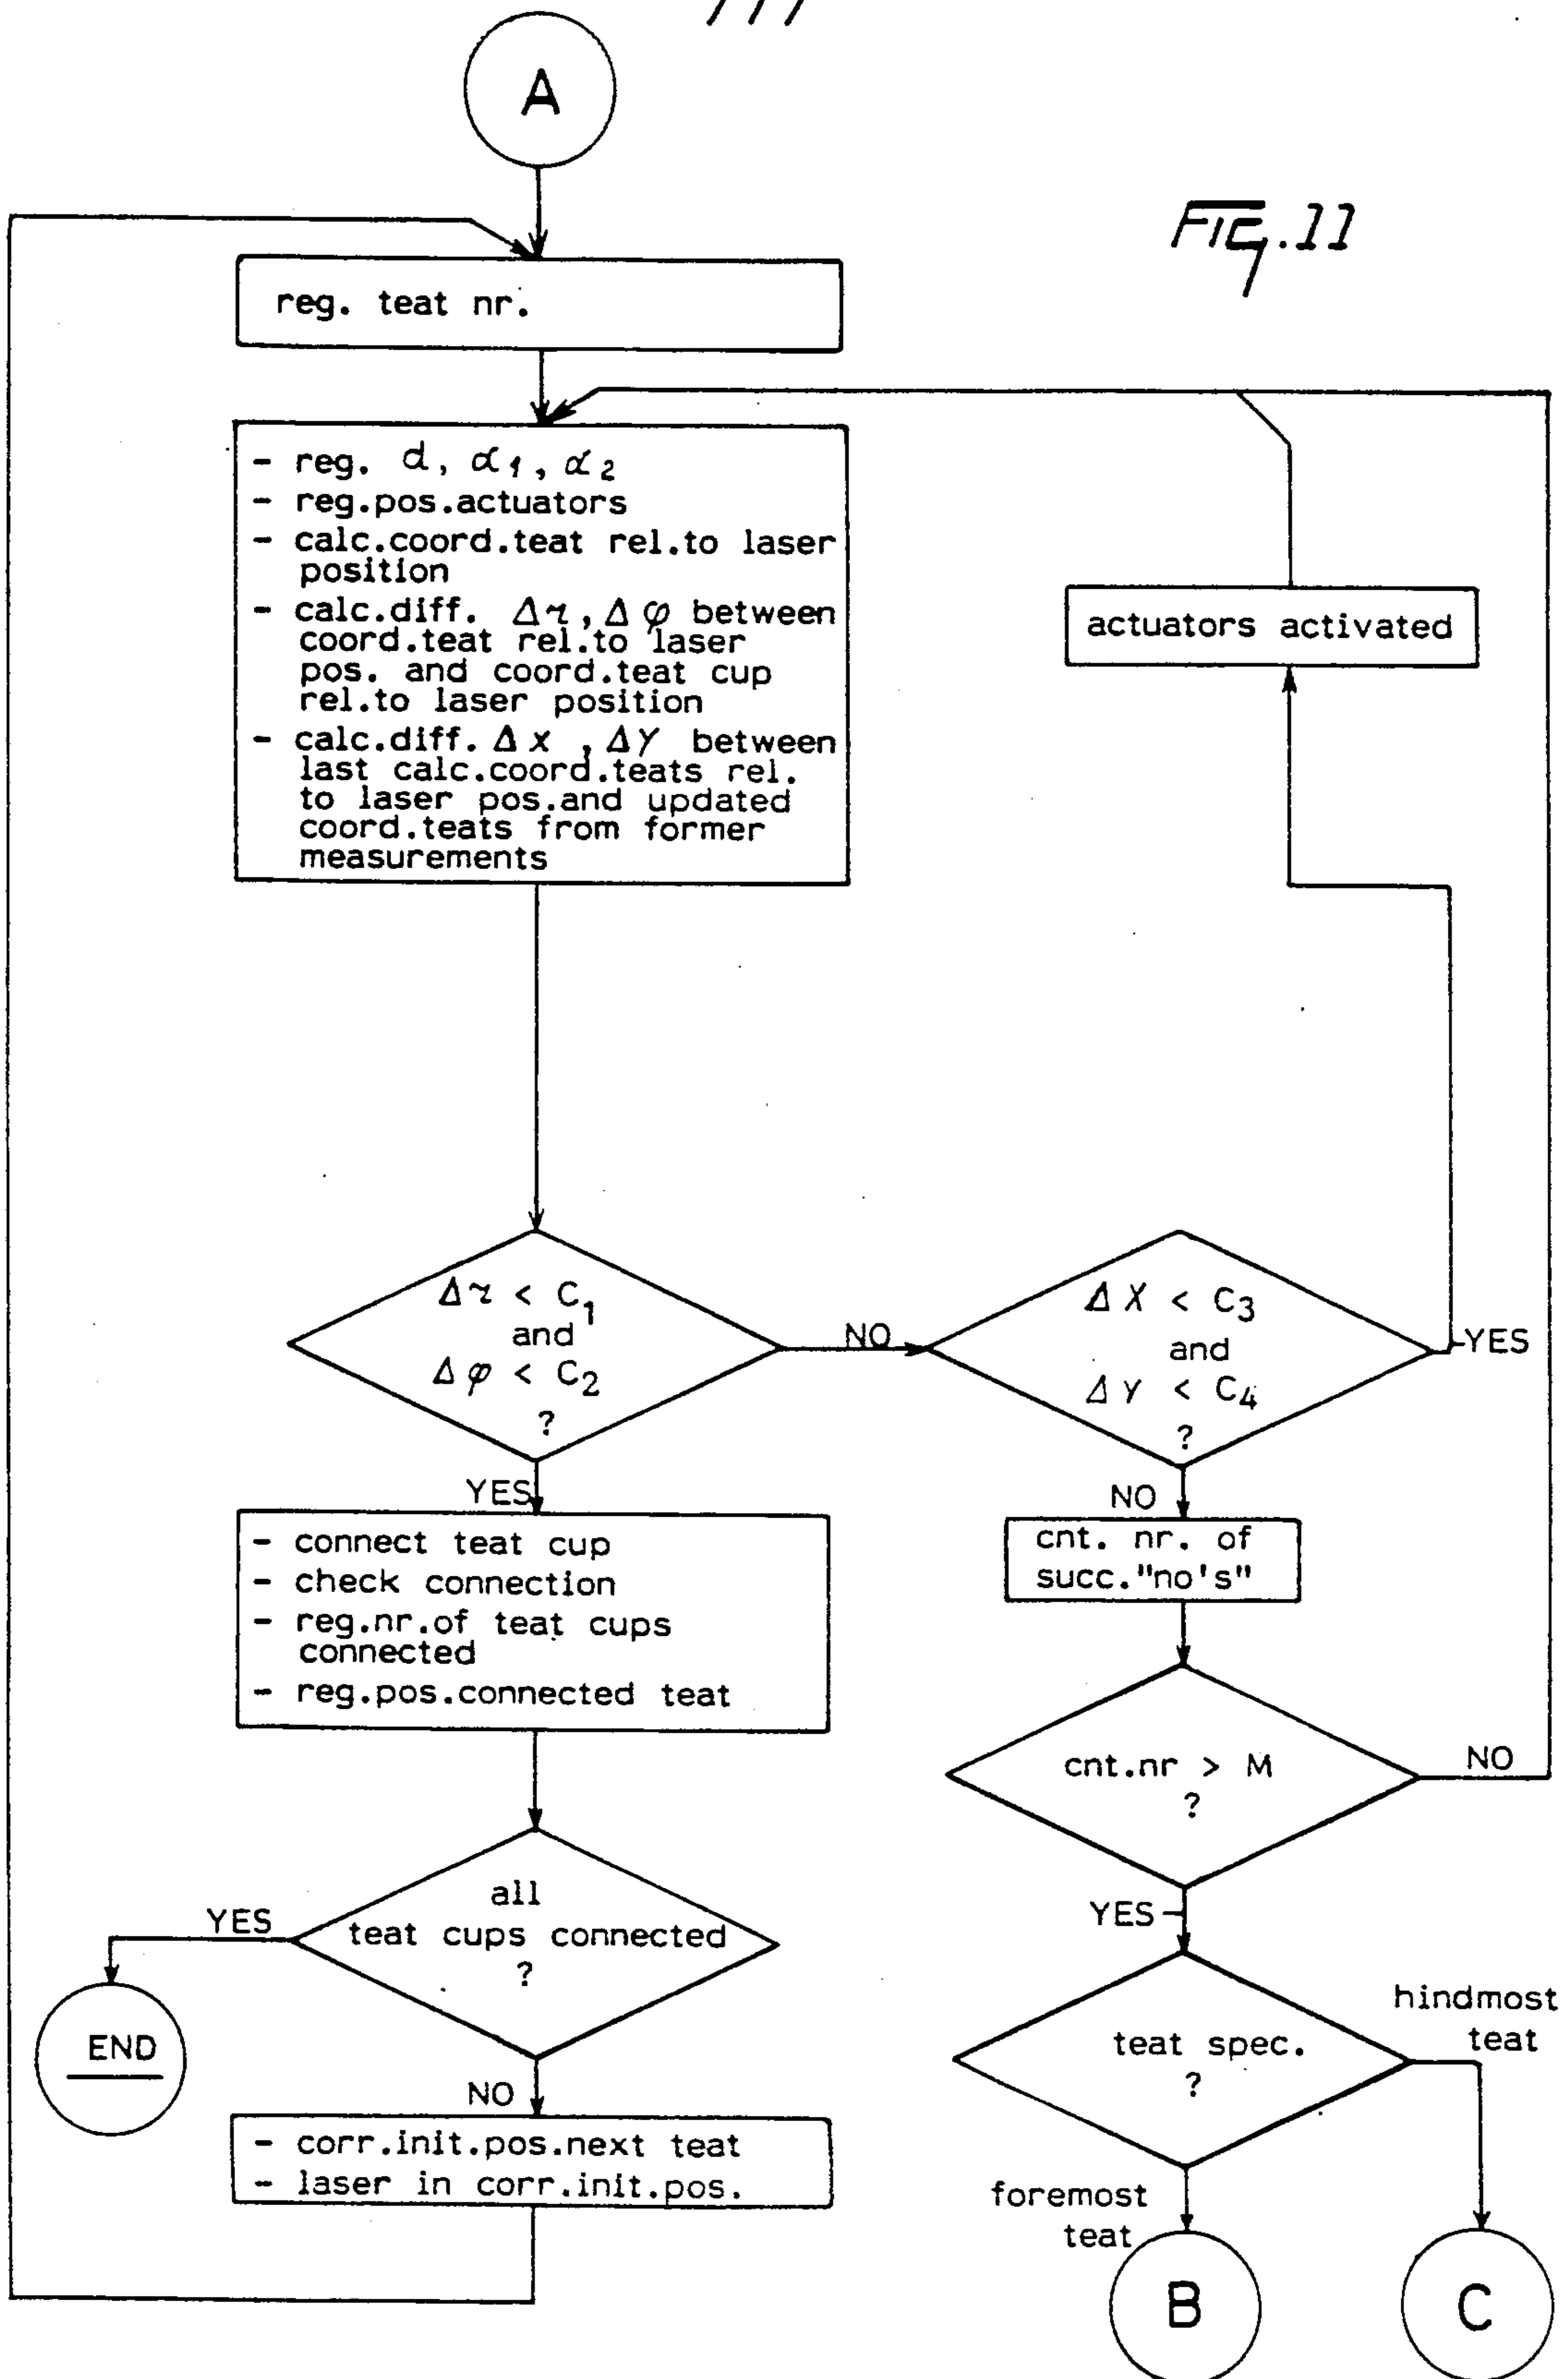 A
FIG.11
reg. teat nr.
- reg. d, α1, α2
- reg.pos.actuators
- calc.coord.teat rel.to laser
position
- calc.diff. Δr, Δφ between
coord.teat rel.to laser
pos. and coord.teat cup
rel.to laser position
- calc.diff. Δx, ΔY between
last calc.coord.teats rel.
to laser pos.and updated
coord.teats from former
measurements
actuators activated
Δr < C1
and
Δφ < C2
?
NO
ΔX < C3
and
ΔY < C4
?
YES
YES
- connect teat cup
- check connection
- reg.nr.of teat cups
connected
- reg.pos.connected teat
NO
cnt. nr. of
succ."no's"
cnt.nr > M
?
NO
YES
all
teat cups connected
?
YES
END
NO
- corr.init.pos.next teat
- laser in corr.init.pos.
teat spec.
?
hindmost
teat
foremost
teat
B
C